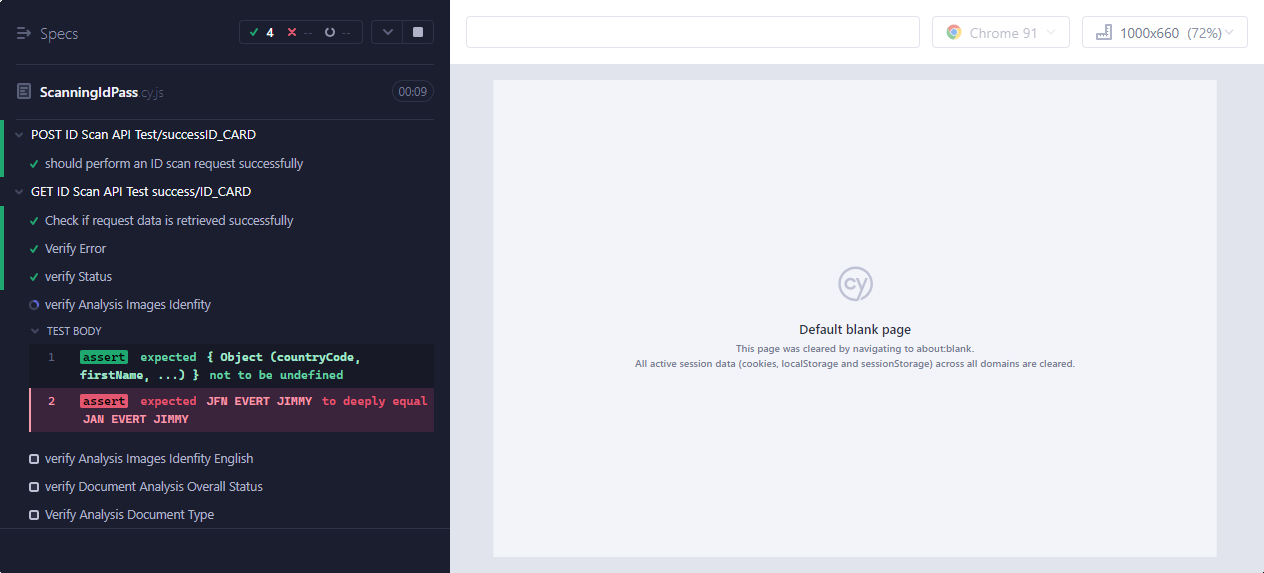 Specs
4
--
--
Chrome 91
1000x660 (72%)
ScanningIdPass.cy.js
00:09
POST ID Scan API Test/successID_CARD
should perform an ID scan request successfully
GET ID Scan API Test success/ID_CARD
Check if request data is retrieved successfully
Verify Error
verify Status
verify Analysis Images Idenfity
TEST BODY
1 assert expected { Object (countryCode,
firstName, ...) } not to be undefined
2 assert expected JFN EVERT JIMMY to deeply equal
JAN EVERT JIMMY
verify Analysis Images Idenfity English
verify Document Analysis Overall Status
Verify Analysis Document Type
cy
Default blank page
This page was cleared by navigating to about:blank.
All active session data (cookies, localStorage and sessionStorage) across all domains are cleared.